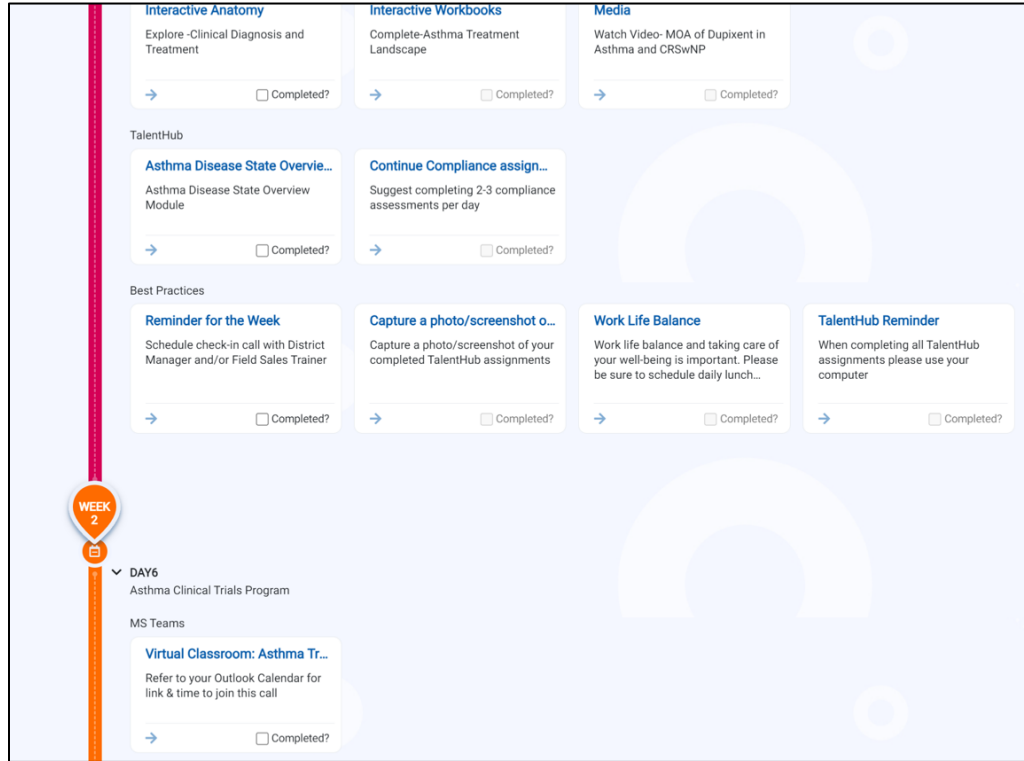 Interactive Anatomy
Explore -Clinical Diagnosis and
Treatment
Completed?
Interactive Workbooks
Complete-Asthma Treatment
Landscape
Completed?
Media
Watch Video- MOA of Dupixent in
Asthma and CRSwNP
Completed?
TalentHub
Asthma Disease State Overvie...
Asthma Disease State Overview
Module
Completed?
Continue Compliance assign...
Suggest completing 2-3 compliance
assessments per day
Completed?
Best Practices
Reminder for the Week
Schedule check-in call with District
Manager and/or Field Sales Trainer
Completed?
Capture a photo/screenshot o...
Capture a photo/screenshot of your
completed TalentHub assignments
Completed?
Work Life Balance
Work life balance and taking care of
your well-being is important. Please
be sure to schedule daily lunch...
Completed?
TalentHub Reminder
When completing all TalentHub
assignments please use your
computer
Completed?
WEEK
2
DAY6
Asthma Clinical Trials Program
MS Teams
Virtual Classroom: Asthma Tr...
Refer to your Outlook Calendar for
link & time to join this call
Completed?